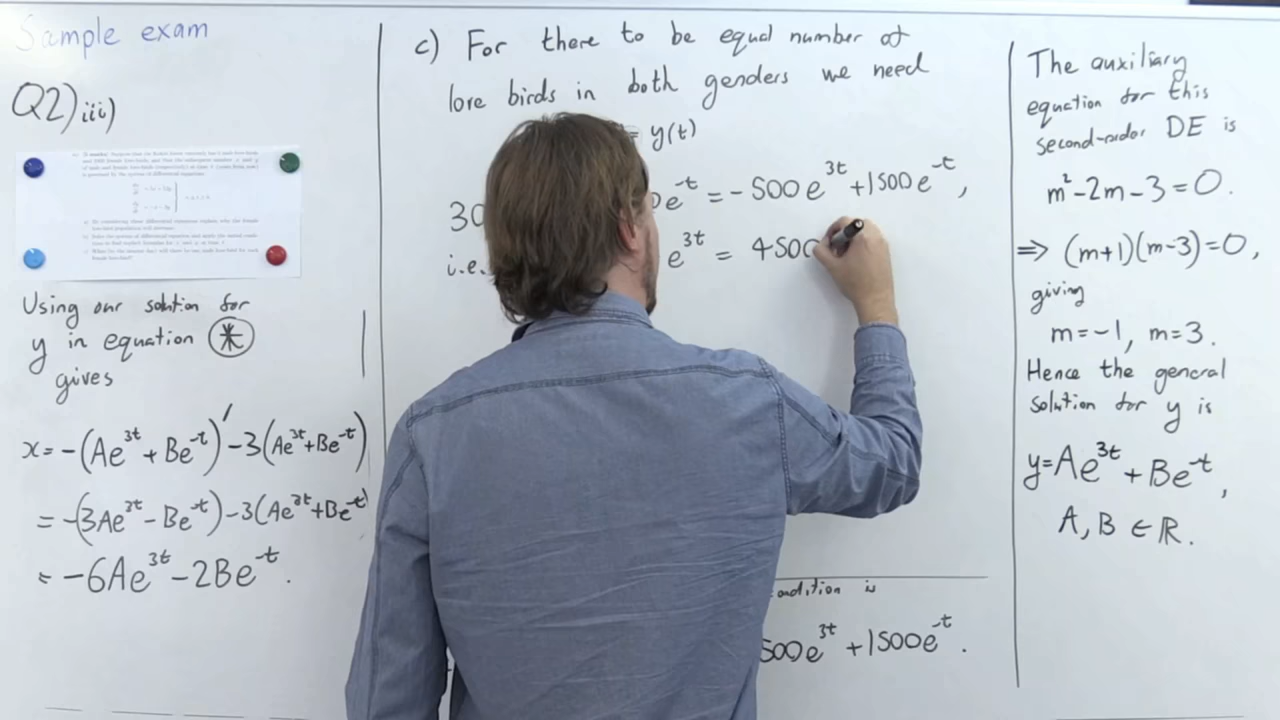 Sample exam
Q2)iii)
Using our solution for
y in equation (*)
gives
x = -(Ae^{3t} + Be^{-t})' - 3(Ae^{3t} + Be^{-t})
= -(3Ae^{3t} - Be^{-t}) - 3(Ae^{3t} + Be^{-t})
= -6Ae^{3t} - 2Be^{-t}.
c) For there to be equal number of
love birds in both genders we need
= y(t)
30 e^{-t} = -500e^{3t} + 1500e^{-t},
i.e. e^{3t} = 4500
condition is
500e^{3t} + 1500e^{-t}.
The auxiliary
equation for this
second-order DE is
m² - 2m - 3 = 0.
⇒ (m+1)(m-3) = 0,
giving
m = -1, m = 3.
Hence the general
solution for y is
y = Ae^{3t} + Be^{-t},
A, B ∈ ℝ.